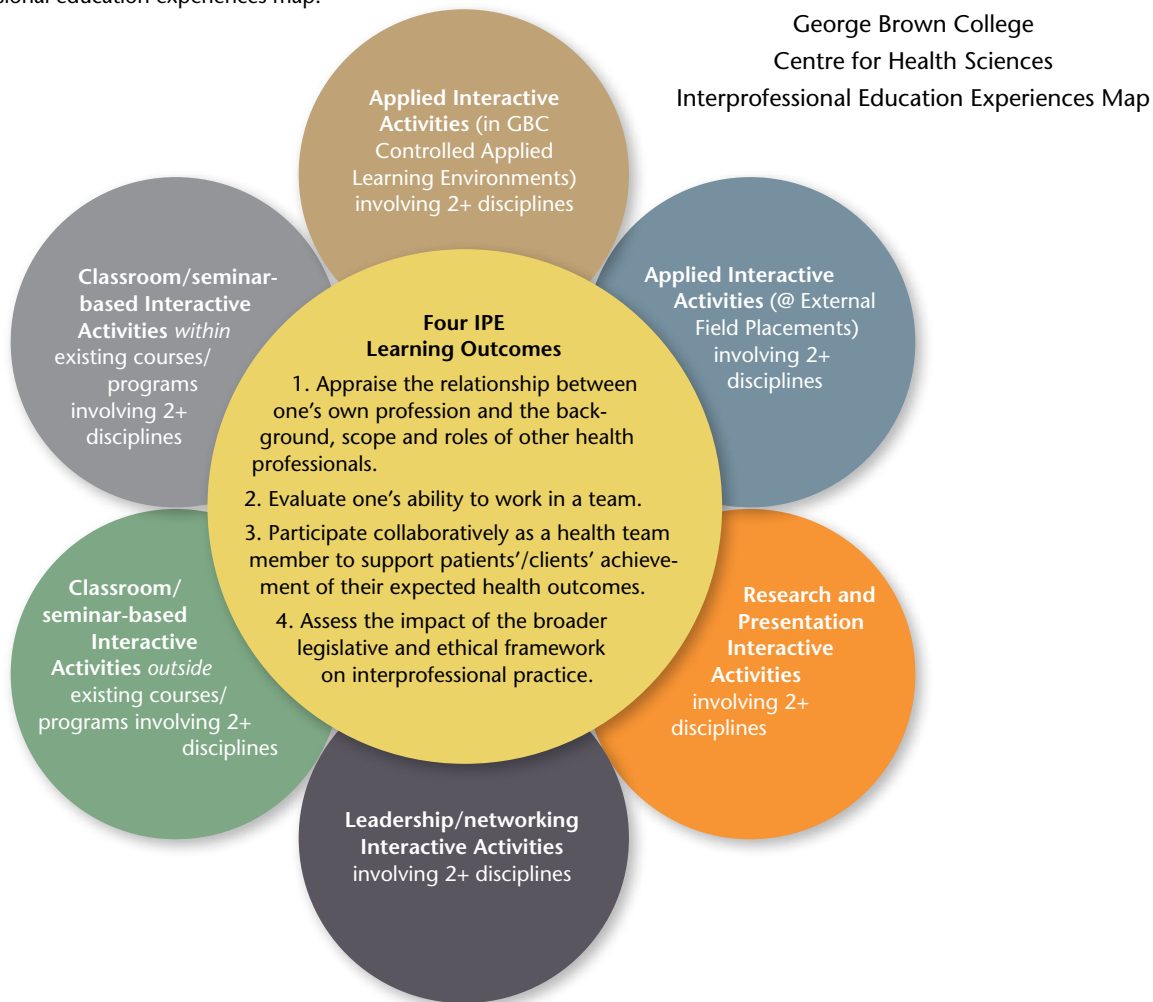 sional education experiences map.
George Brown College
Centre for Health Sciences
Interprofessional Education Experiences Map
Applied Interactive
Activities (in GBC
Controlled Applied
Learning Environments)
involving 2+ disciplines
Applied Interactive
Activities (@ External
Field Placements)
involving 2+
disciplines
Research and
Presentation
Interactive
Activities
involving 2+
disciplines
Leadership/networking
Interactive Activities
involving 2+ disciplines
Classroom/
seminar-based
Interactive
Activities outside
existing courses/
programs involving 2+
disciplines
Classroom/seminar-
based Interactive
Activities within
existing courses/
programs
involving 2+
disciplines
Four IPE
Learning Outcomes
1. Appraise the relationship between
one’s own profession and the back-
ground, scope and roles of other health
professionals.
2. Evaluate one’s ability to work in a team.
3. Participate collaboratively as a health team
member to support patients’/clients’ achieve-
ment of their expected health outcomes.
4. Assess the impact of the broader
legislative and ethical framework
on interprofessional practice.